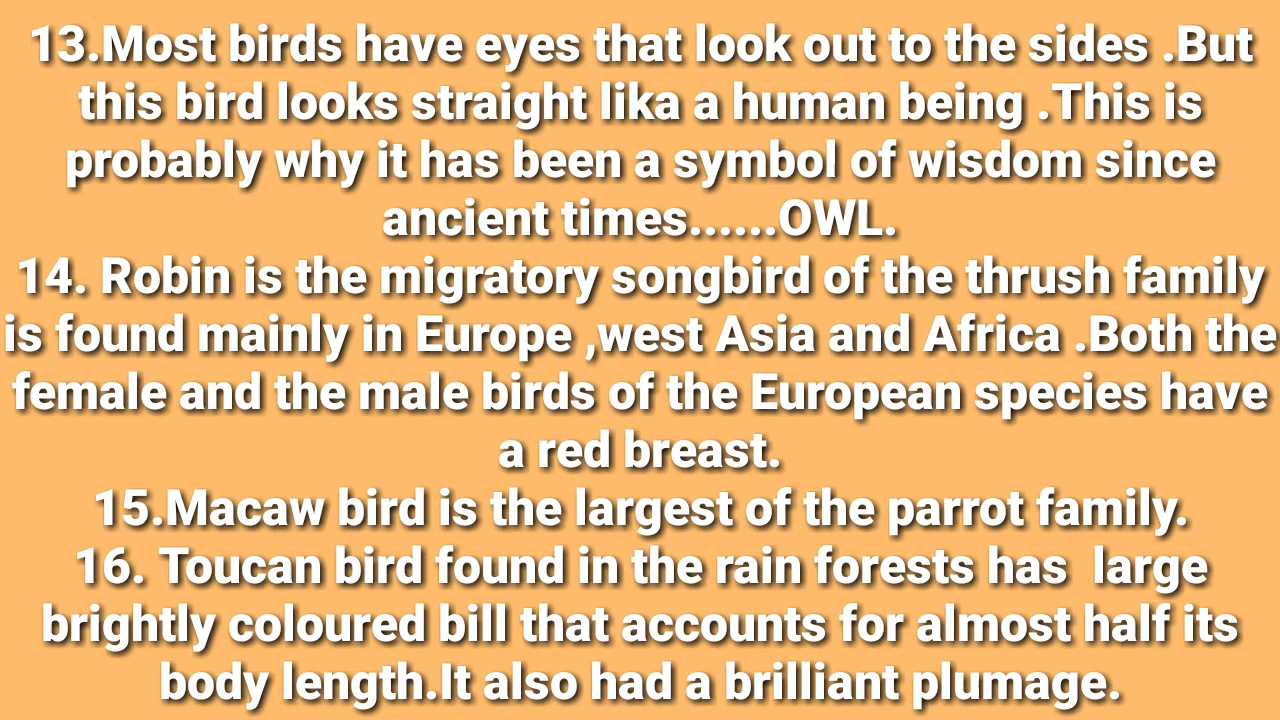 13.Most birds have eyes that look out to the sides .But
this bird looks straight lika a human being .This is
probably why it has been a symbol of wisdom since
ancient times......OWL.
14. Robin is the migratory songbird of the thrush family
is found mainly in Europe ,west Asia and Africa .Both the
female and the male birds of the European species have
a red breast.
15.Macaw bird is the largest of the parrot family.
16. Toucan bird found in the rain forests has  large
brightly coloured bill that accounts for almost half its
body length.It also had a brilliant plumage.